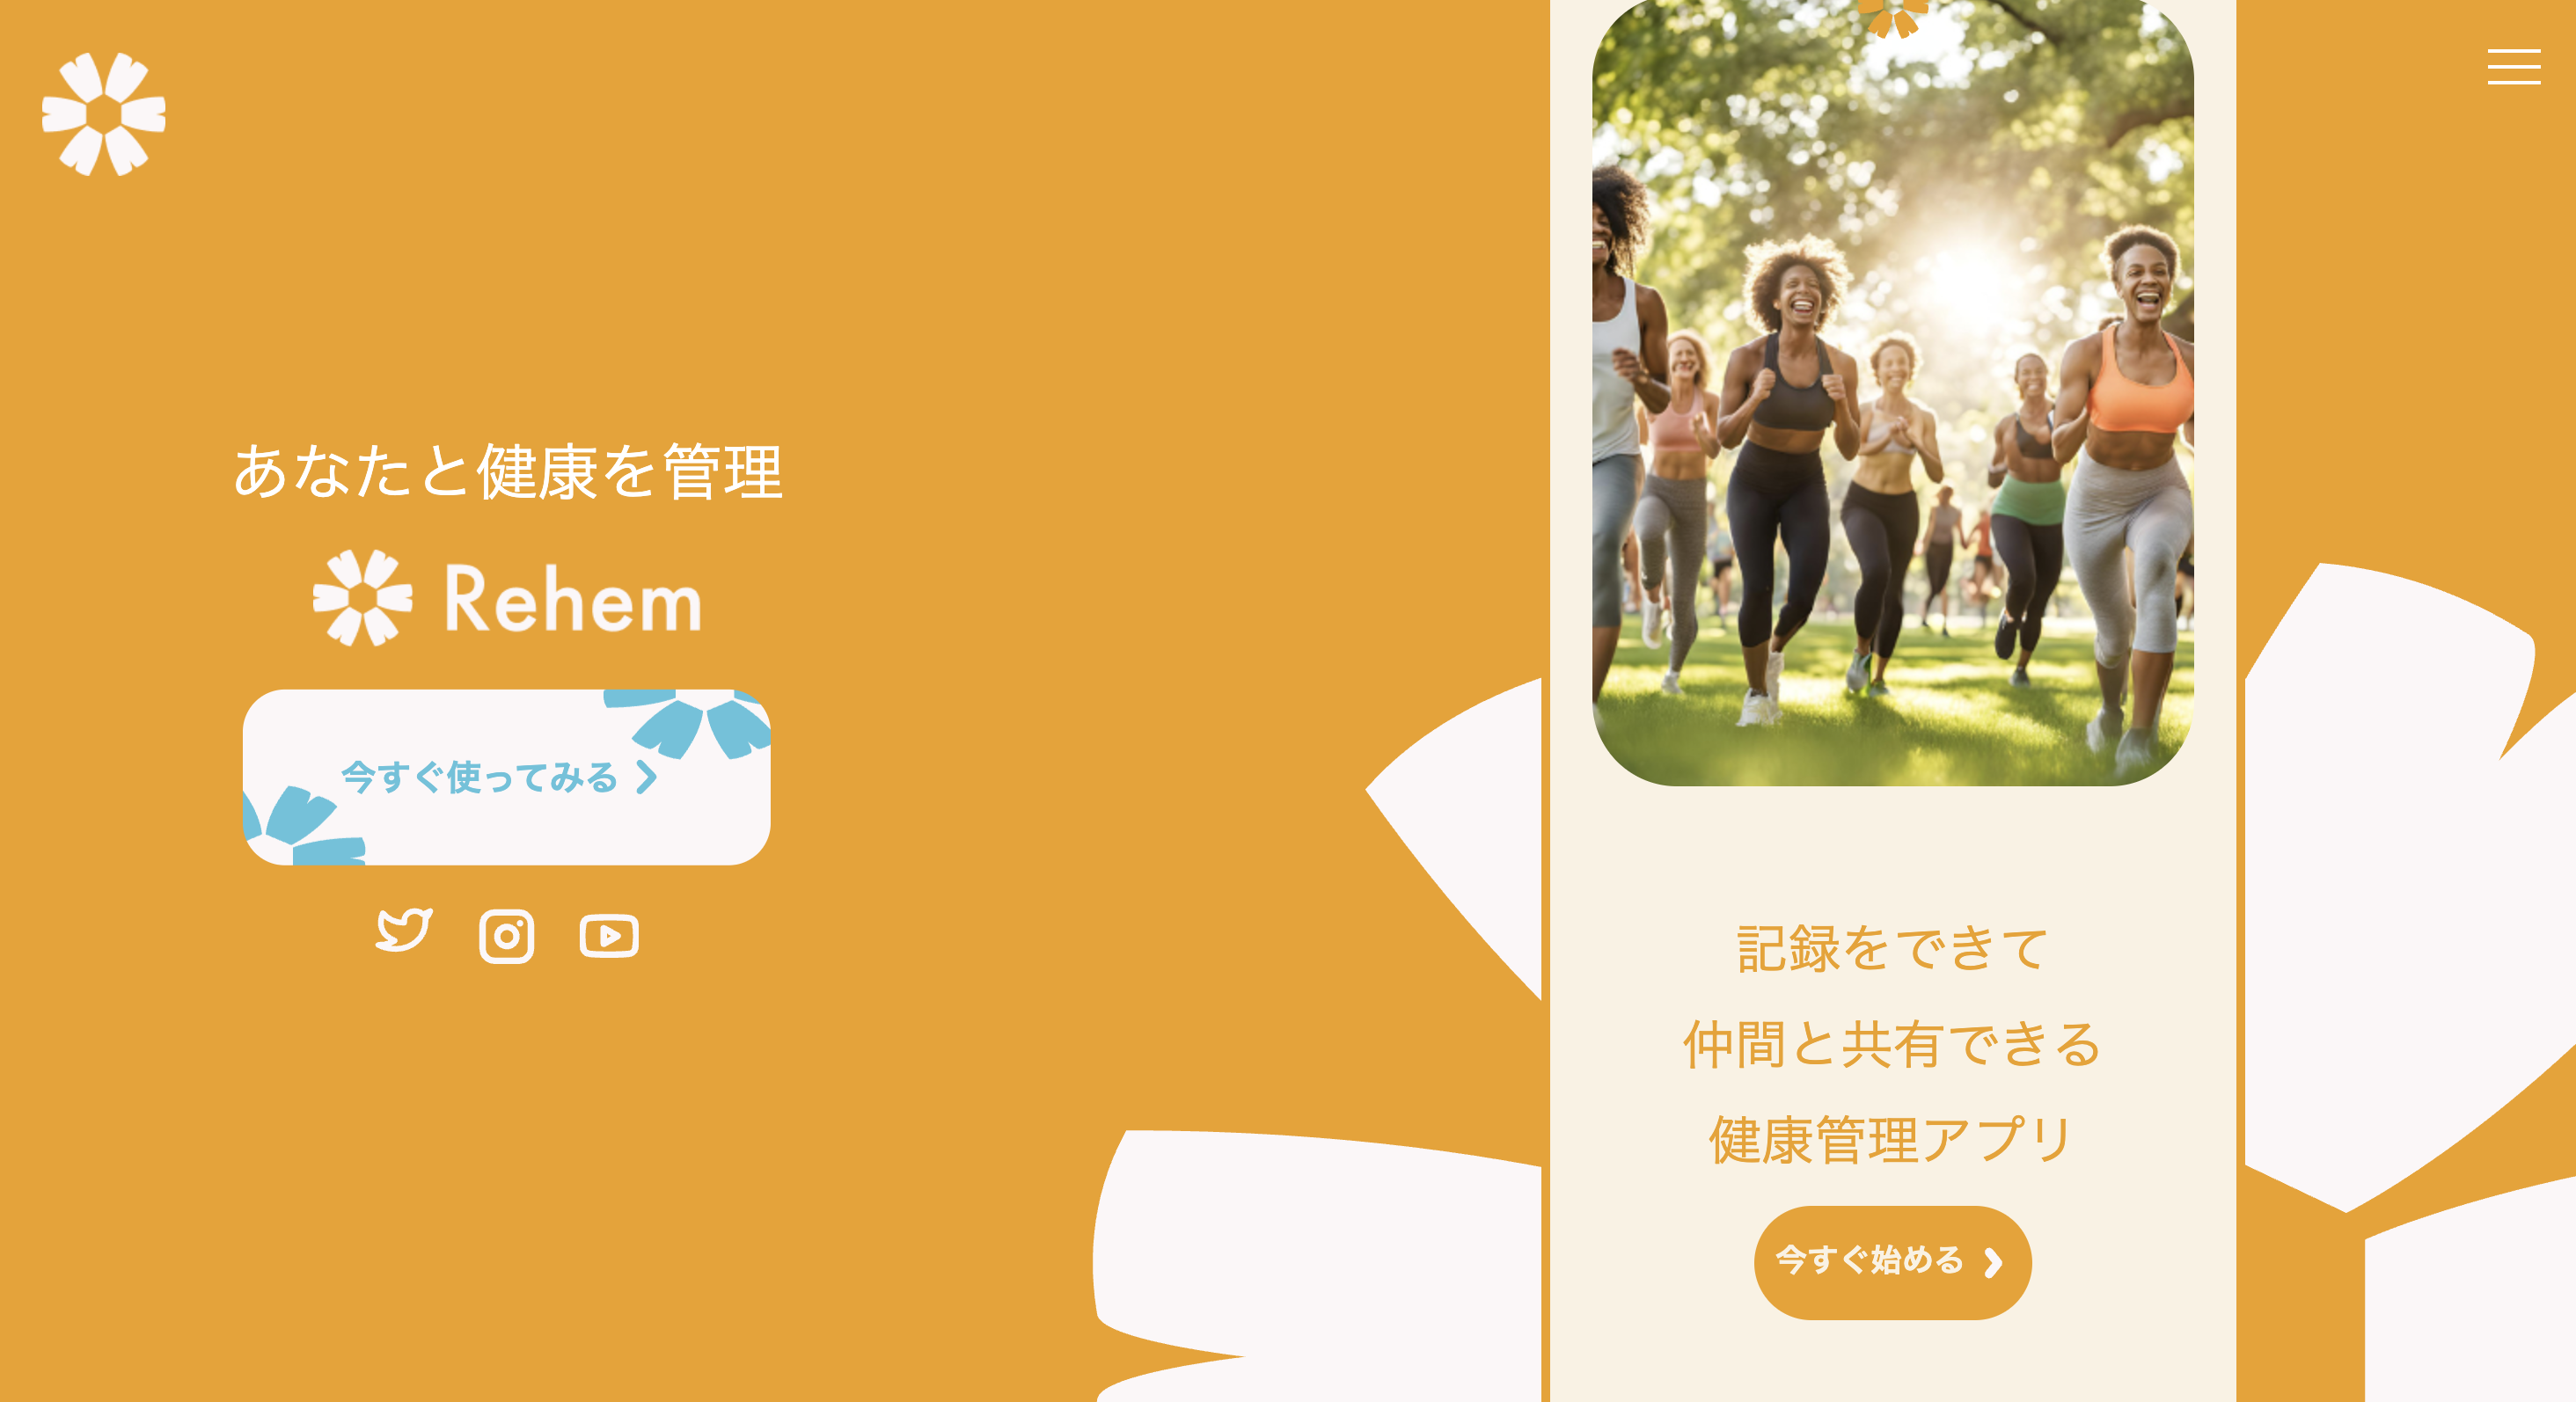 あなたと健康を管理
Rehem
今すぐ使ってみる
記録をできて
仲間と共有できる
健康管理アプリ
今すぐ始める